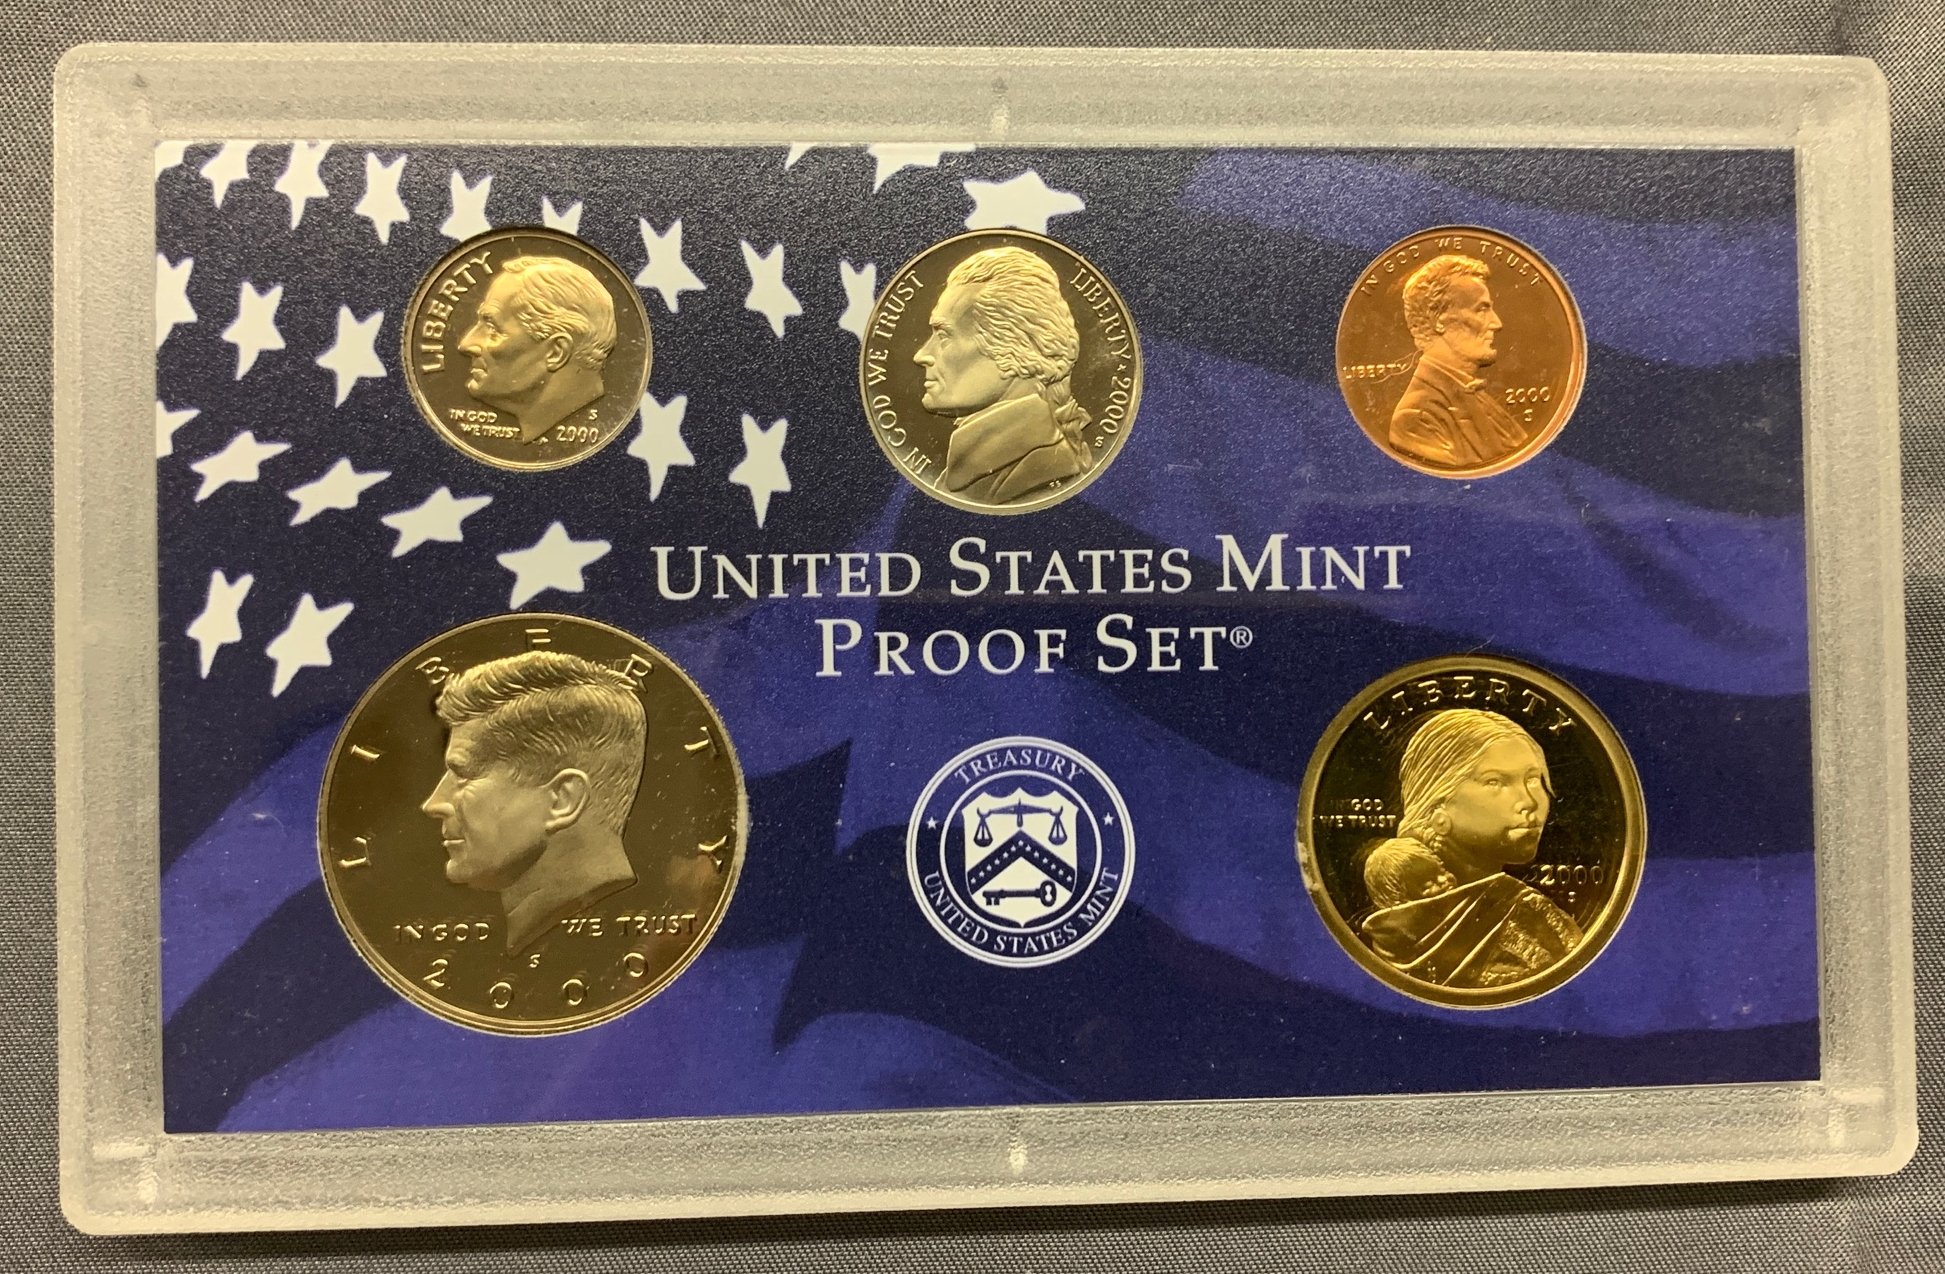 LIBERTY
IN GOD
WE TRUST
S
2000
IN GOD WE TRUST
LIBERTY ★ 2000
S
FS
IN GOD WE TRUST
LIBERTY
2000
S
UNITED STATES MINT
PROOF SET®
LIBERTY
IN GOD WE TRUST
S
2000
TREASURY
UNITED STATES MINT
LIBERTY
IN GOD
WE TRUST
2000
S